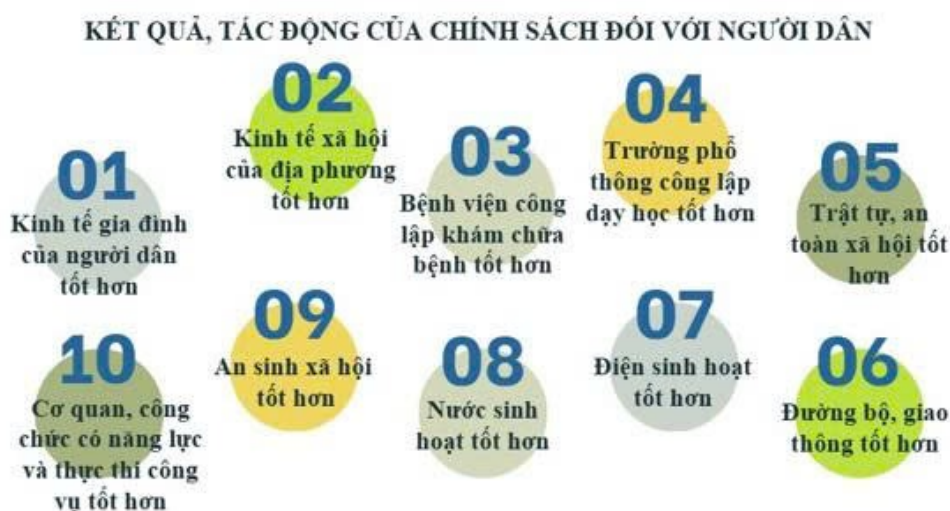 KẾT QUẢ, TÁC ĐỘNG CỦA CHÍNH SÁCH ĐỐI VỚI NGƯỜI DÂN
01
Kinh tế gia đình
của người dân
tốt hơn
02
Kinh tế xã hội
của địa phương
tốt hơn
03
Bệnh viện công
lập khám chữa
bệnh tốt hơn
04
Trường phổ
thông công lập
dạy học tốt hơn
05
Trật tự, an
toàn xã hội tốt
hơn
06
Đường bộ, giao
thông tốt hơn
07
Điện sinh hoạt
tốt hơn
08
Nước sinh
hoạt tốt hơn
09
An sinh xã hội
tốt hơn
10
Cơ quan, công
chức có năng lực
và thực thi công
vụ tốt hơn